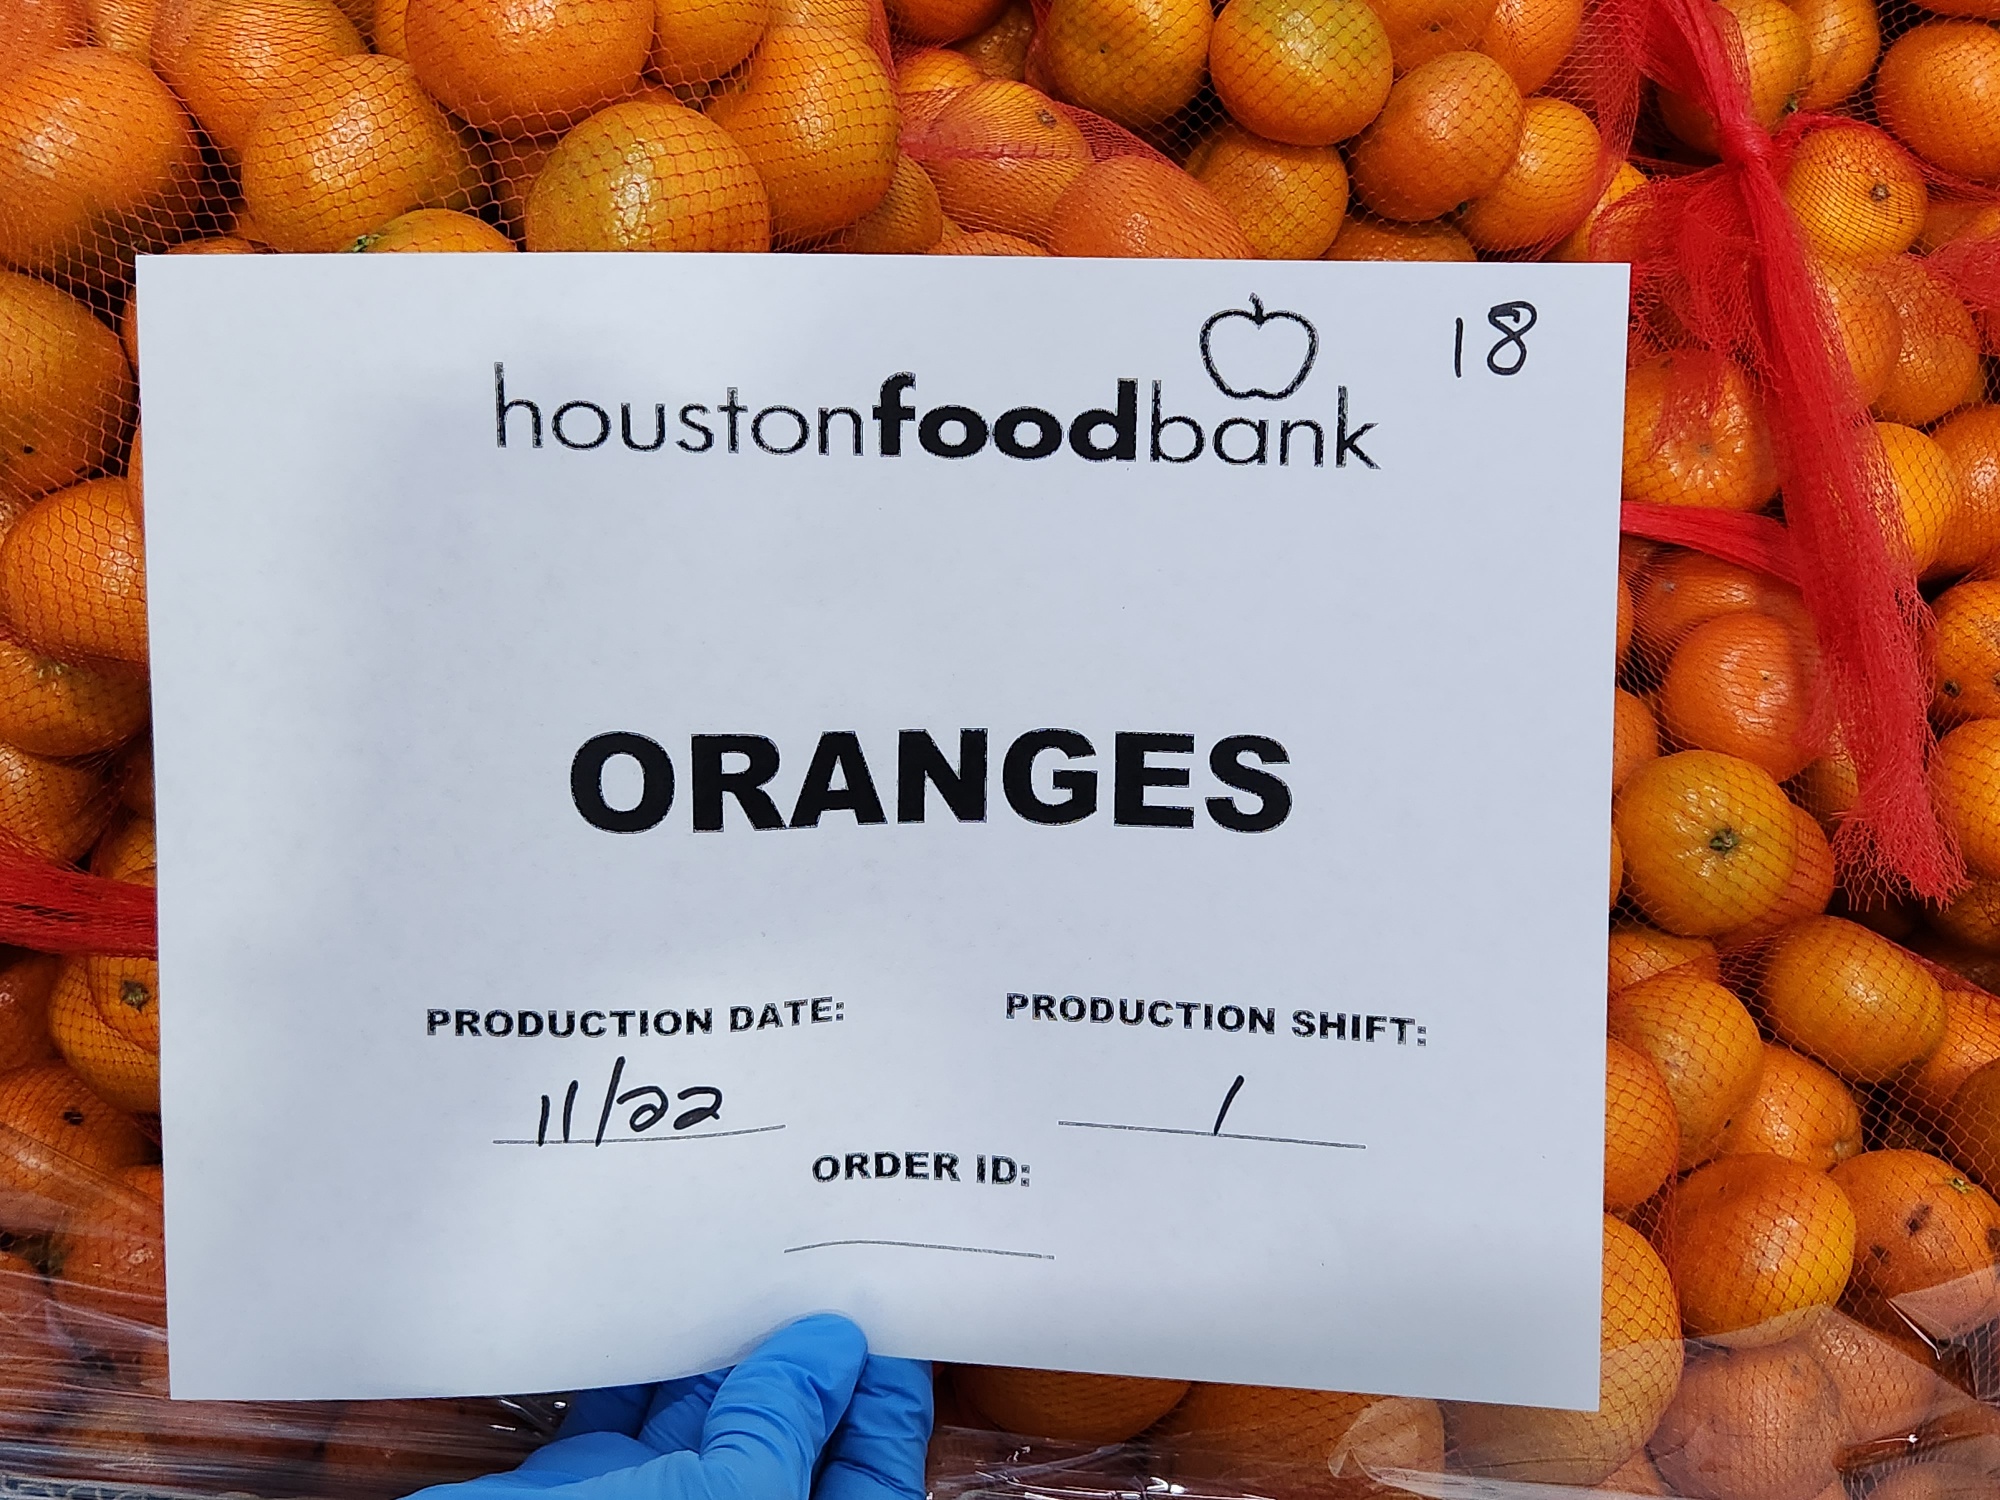 18
houstonfoodbank
ORANGES
PRODUCTION DATE: PRODUCTION SHIFT:
11/22 1
ORDER ID: